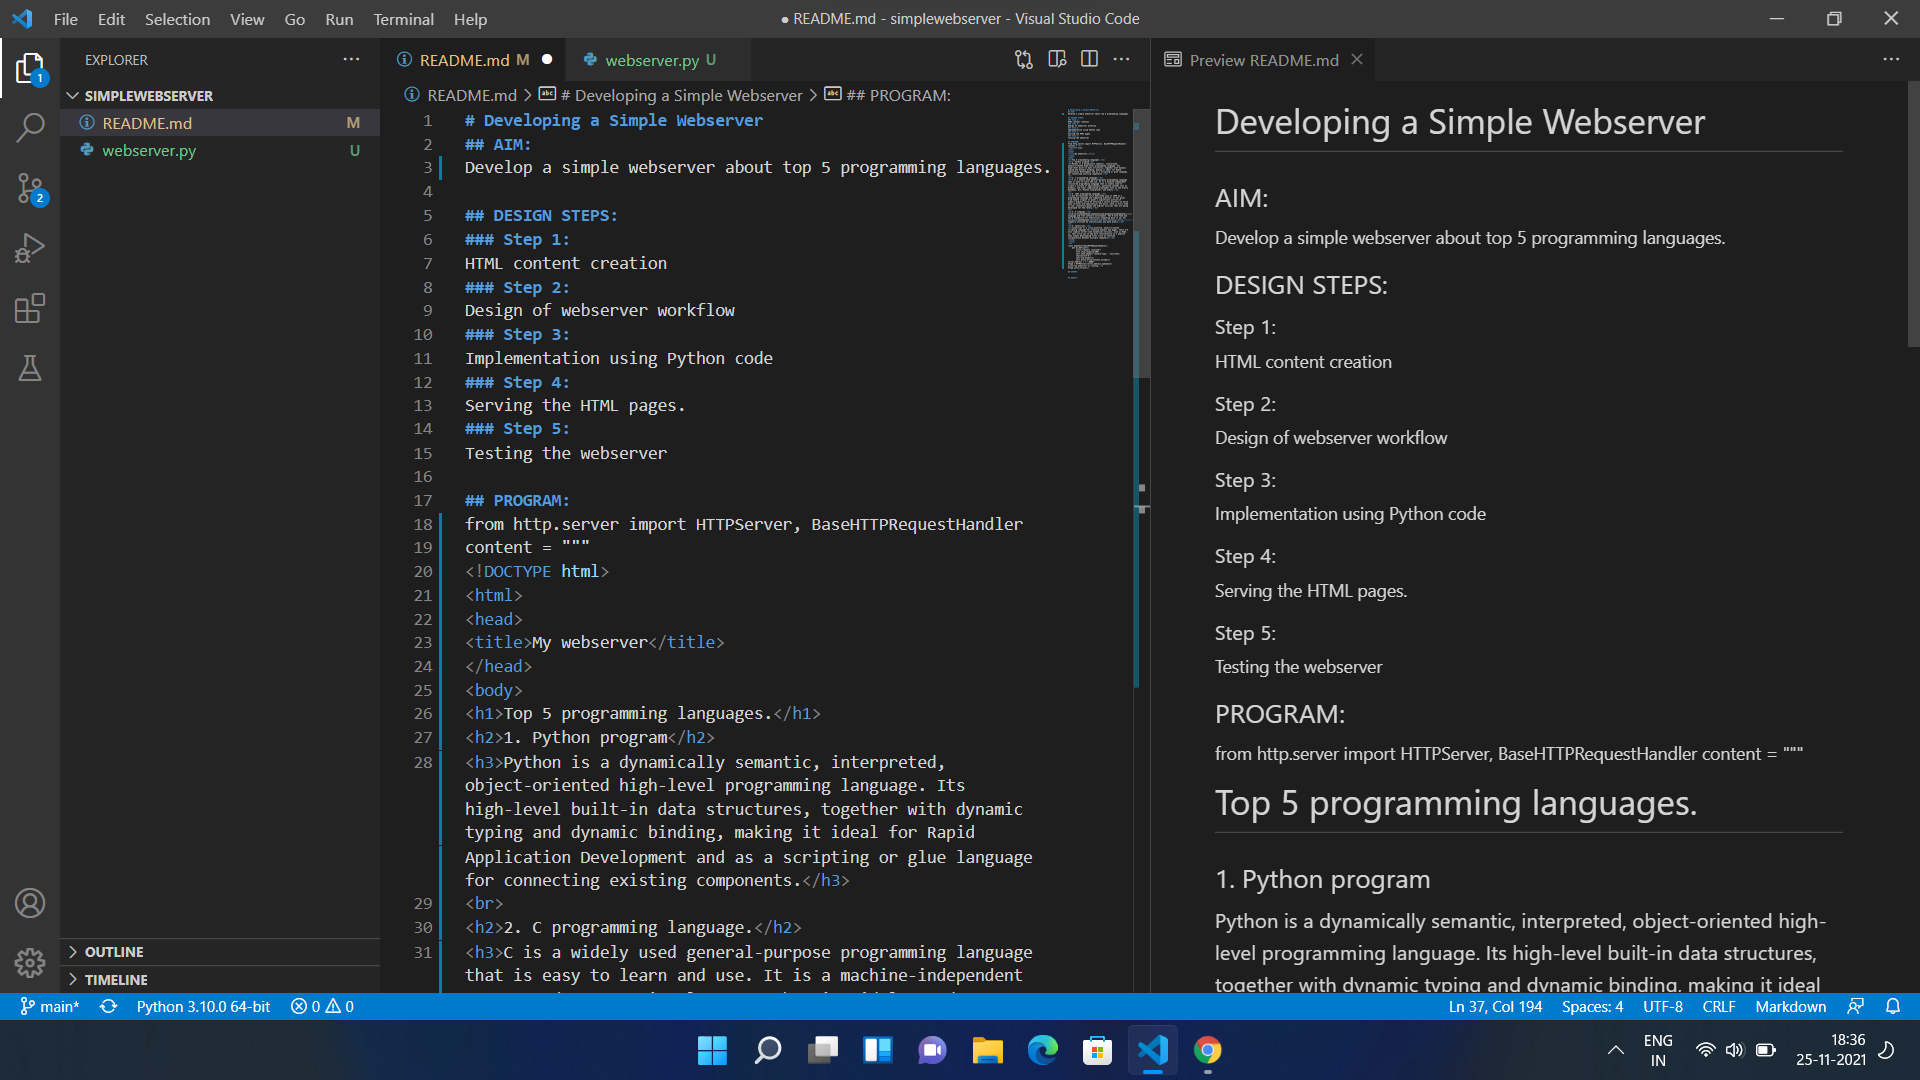 File Edit Selection View Go Run Terminal Help
● README.md - simplewebserver - Visual Studio Code
EXPLORER
SIMPLEWEBSERVER
README.md M
webserver.py U
OUTLINE
TIMELINE
1
2
README.md M
webserver.py U
README.md > # Developing a Simple Webserver > ## PROGRAM:
1 # Developing a Simple Webserver
2 ## AIM:
3 Develop a simple webserver about top 5 programming languages.
4
5 ## DESIGN STEPS:
6 ### Step 1:
7 HTML content creation
8 ### Step 2:
9 Design of webserver workflow
10 ### Step 3:
11 Implementation using Python code
12 ### Step 4:
13 Serving the HTML pages.
14 ### Step 5:
15 Testing the webserver
16
17 ## PROGRAM:
18 from http.server import HTTPServer, BaseHTTPRequestHandler
19 content = """
20 <!DOCTYPE html>
21 <html>
22 <head>
23 <title>My webserver</title>
24 </head>
25 <body>
26 <h1>Top 5 programming languages.</h1>
27 <h2>1. Python program</h2>
28 <h3>Python is a dynamically semantic, interpreted,
object-oriented high-level programming language. Its
high-level built-in data structures, together with dynamic
typing and dynamic binding, making it ideal for Rapid
Application Development and as a scripting or glue language
for connecting existing components.</h3>
29 <br>
30 <h2>2. C programming language.</h2>
31 <h3>C is a widely used general-purpose programming language
that is easy to learn and use. It is a machine-independent
Preview README.md
Developing a Simple Webserver
AIM:
Develop a simple webserver about top 5 programming languages.
DESIGN STEPS:
Step 1:
HTML content creation
Step 2:
Design of webserver workflow
Step 3:
Implementation using Python code
Step 4:
Serving the HTML pages.
Step 5:
Testing the webserver
PROGRAM:
from http.server import HTTPServer, BaseHTTPRequestHandler content = """
Top 5 programming languages.
1. Python program
Python is a dynamically semantic, interpreted, object-oriented high-
level programming language. Its high-level built-in data structures,
together with dynamic typing and dynamic binding, making it ideal
main* Python 3.10.0 64-bit 0 0
Ln 37, Col 194 Spaces: 4 UTF-8 CRLF Markdown
ENG
IN
18:36
25-11-2021